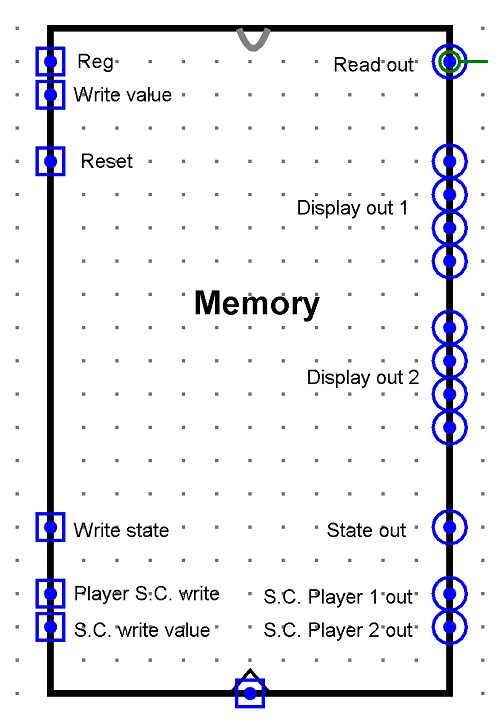 Reg
Read out
Write value
Reset
Display out 1
Memory
Display out 2
Write state
State out
Player S.C. write
S.C. Player 1 out
S.C. write value
S.C. Player 2 out